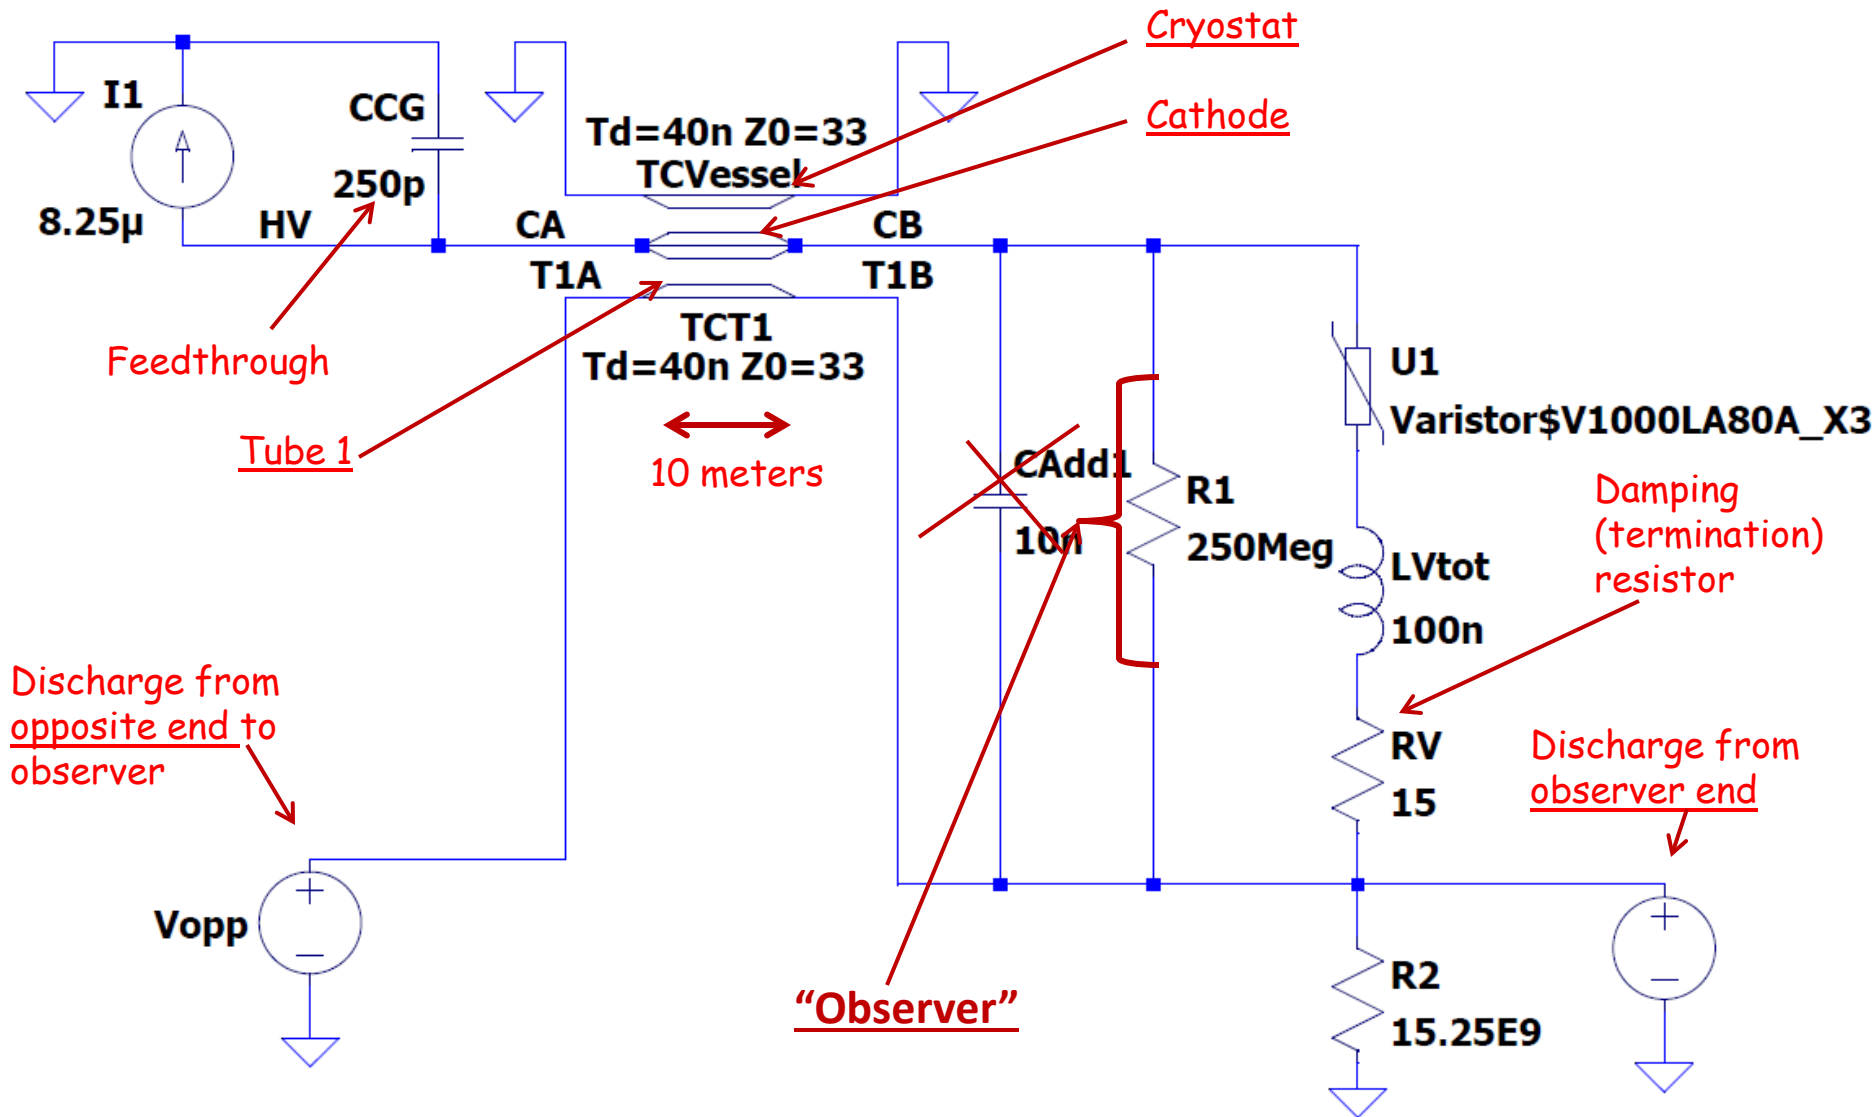 Cryostat
I1
CCG
Cathode
Td=40n Z0=33
TCVessel
250p
8.25µ
HV
CA
CB
T1A
T1B
TCT1
Feedthrough
Td=40n Z0=33
U1
Varistor$V1000LA80A_X3
Tube 1
10 meters
CAdd1
10n
R1
250Meg
Damping
(termination)
resistor
LVtot
100n
Discharge from
opposite end to
observer
RV
15
Discharge from
observer end
Vopp
“Observer”
R2
15.25E9